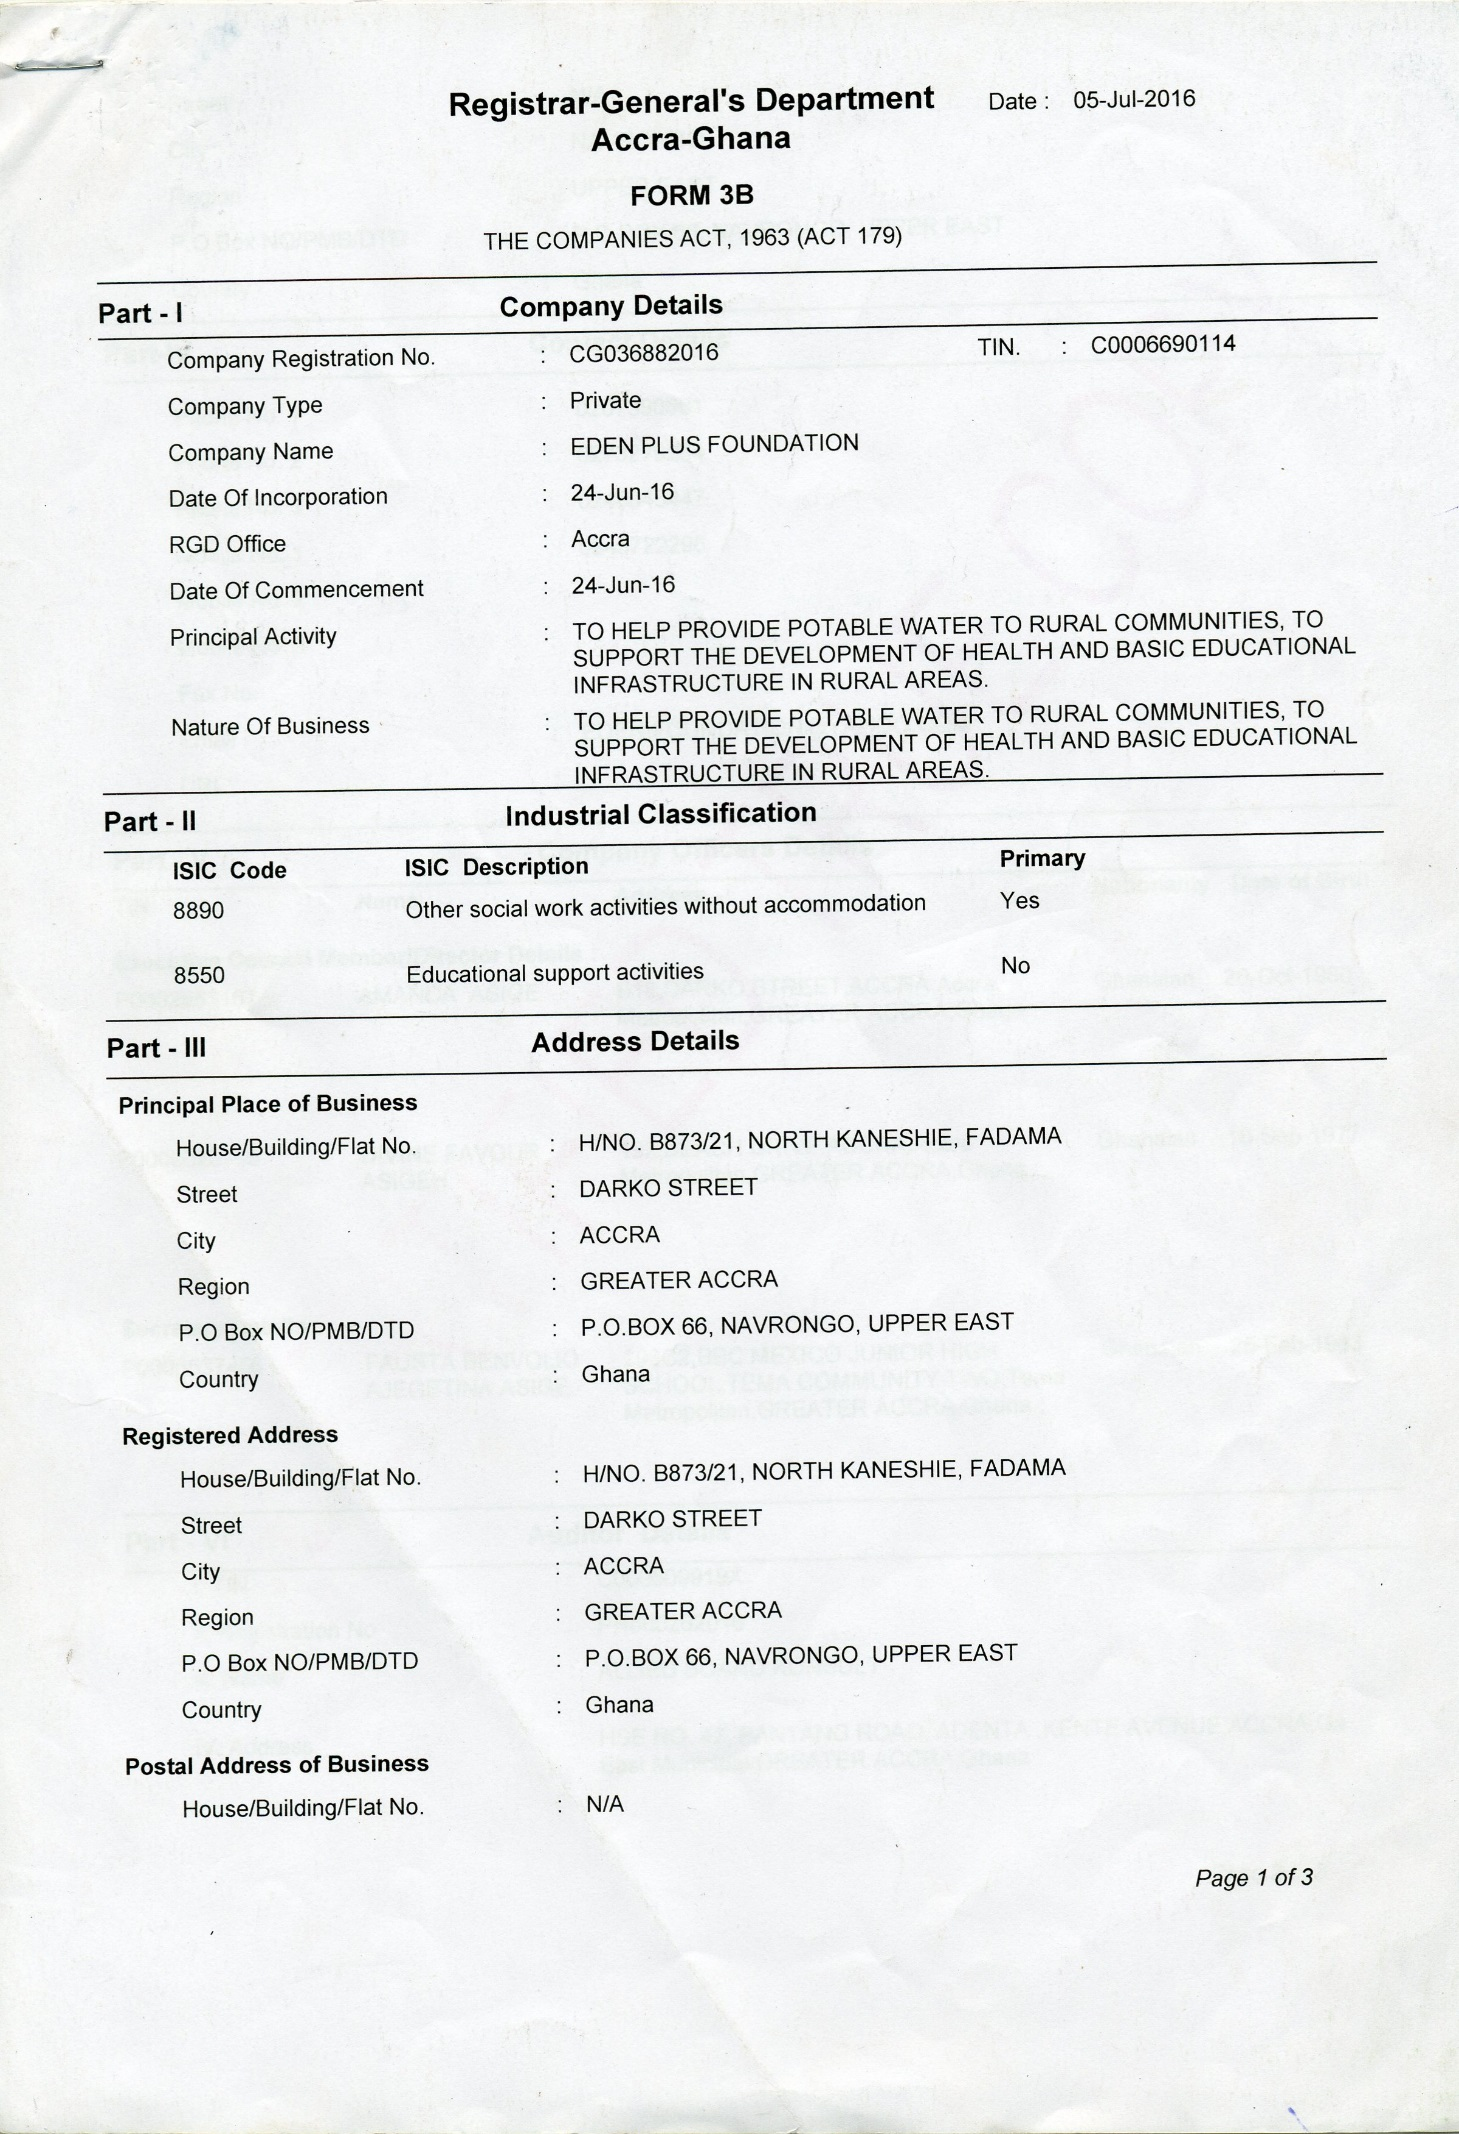 Registrar-General's Department Date : 05-Jul-2016
Accra-Ghana
FORM 3B
THE COMPANIES ACT, 1963 (ACT 179)
Part - I Company Details
Company Registration No. : CG036882016 TIN. : C0006690114
Company Type : Private
Company Name : EDEN PLUS FOUNDATION
Date Of Incorporation : 24-Jun-16
RGD Office : Accra
Date Of Commencement : 24-Jun-16
Principal Activity : TO HELP PROVIDE POTABLE WATER TO RURAL COMMUNITIES, TO
SUPPORT THE DEVELOPMENT OF HEALTH AND BASIC EDUCATIONAL
INFRASTRUCTURE IN RURAL AREAS.
Nature Of Business : TO HELP PROVIDE POTABLE WATER TO RURAL COMMUNITIES, TO
SUPPORT THE DEVELOPMENT OF HEALTH AND BASIC EDUCATIONAL
INFRASTRUCTURE IN RURAL AREAS.
Part - II Industrial Classification
ISIC Code ISIC Description Primary
8890 Other social work activities without accommodation Yes
8550 Educational support activities No
Part - III Address Details
Principal Place of Business
House/Building/Flat No. : H/NO. B873/21, NORTH KANESHIE, FADAMA
Street : DARKO STREET
City : ACCRA
Region : GREATER ACCRA
P.O Box NO/PMB/DTD : P.O.BOX 66, NAVRONGO, UPPER EAST
Country : Ghana
Registered Address
House/Building/Flat No. : H/NO. B873/21, NORTH KANESHIE, FADAMA
Street : DARKO STREET
City : ACCRA
Region : GREATER ACCRA
P.O Box NO/PMB/DTD : P.O.BOX 66, NAVRONGO, UPPER EAST
Country : Ghana
Postal Address of Business
House/Building/Flat No. : N/A
Page 1 of 3